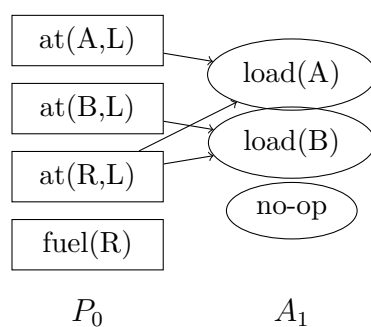 at(A,L)
load(A)
at(B,L)
load(B)
at(R,L)
no-op
fuel(R)
P₀
A₁